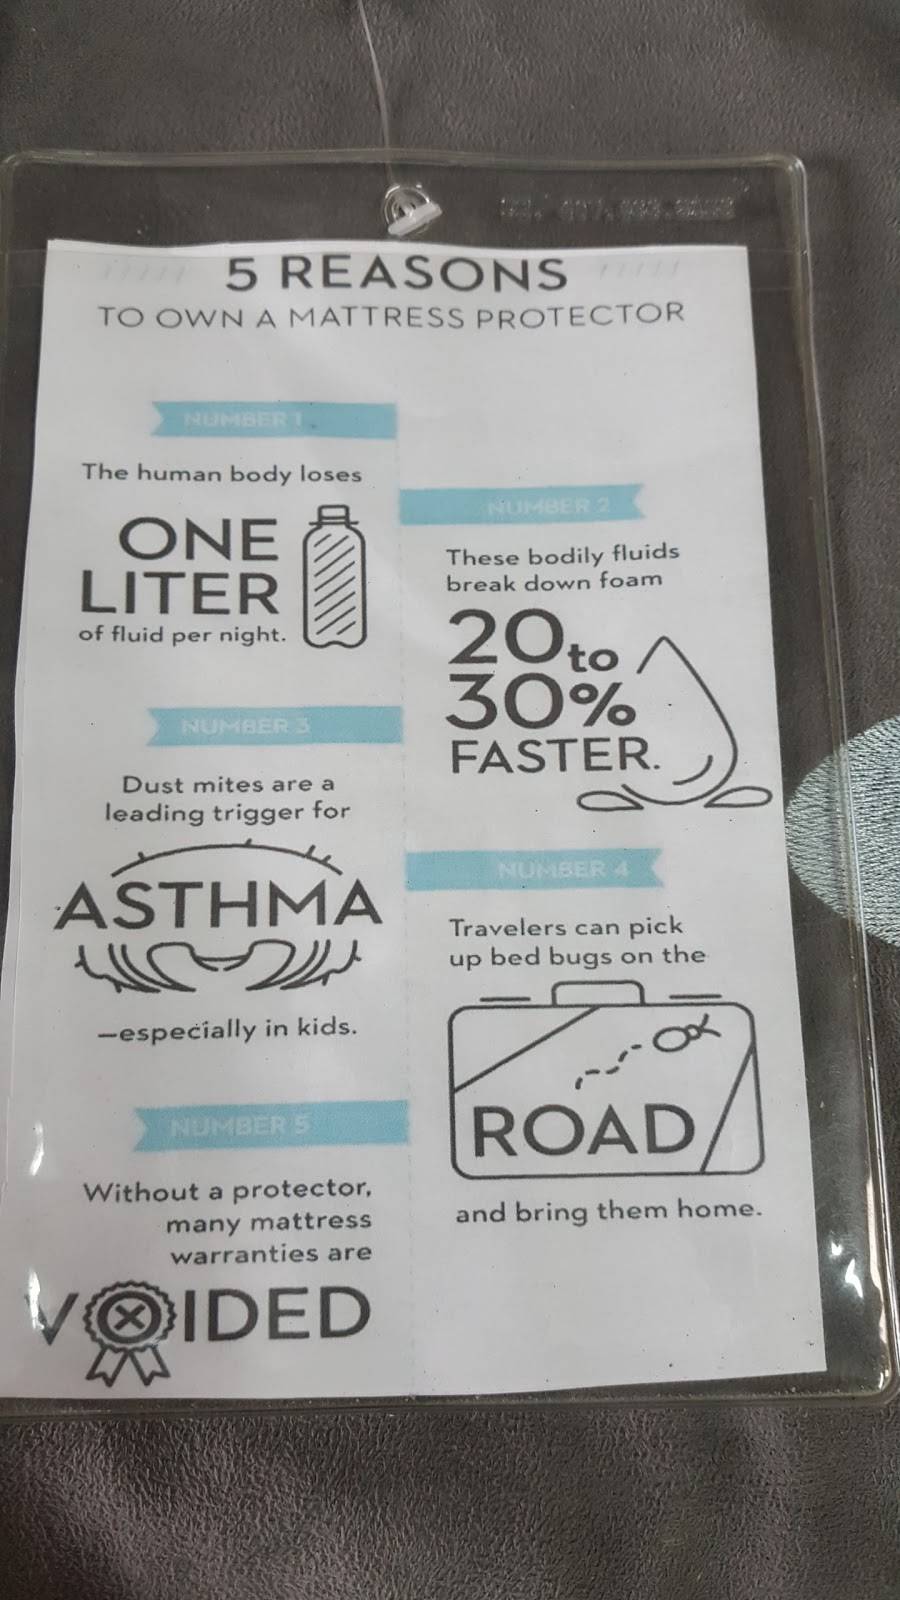 5 REASONS
TO OWN A MATTRESS PROTECTOR
NUMBER 1
The human body loses
ONE
LITER
of fluid per night.
NUMBER 2
These bodily fluids
break down foam
20 to
30%
FASTER.
NUMBER 3
Dust mites are a
leading trigger for
ASTHMA
—especially in kids.
NUMBER 4
Travelers can pick
up bed bugs on the
ROAD
and bring them home.
NUMBER 5
Without a protector,
many mattress
warranties are
VOIDED